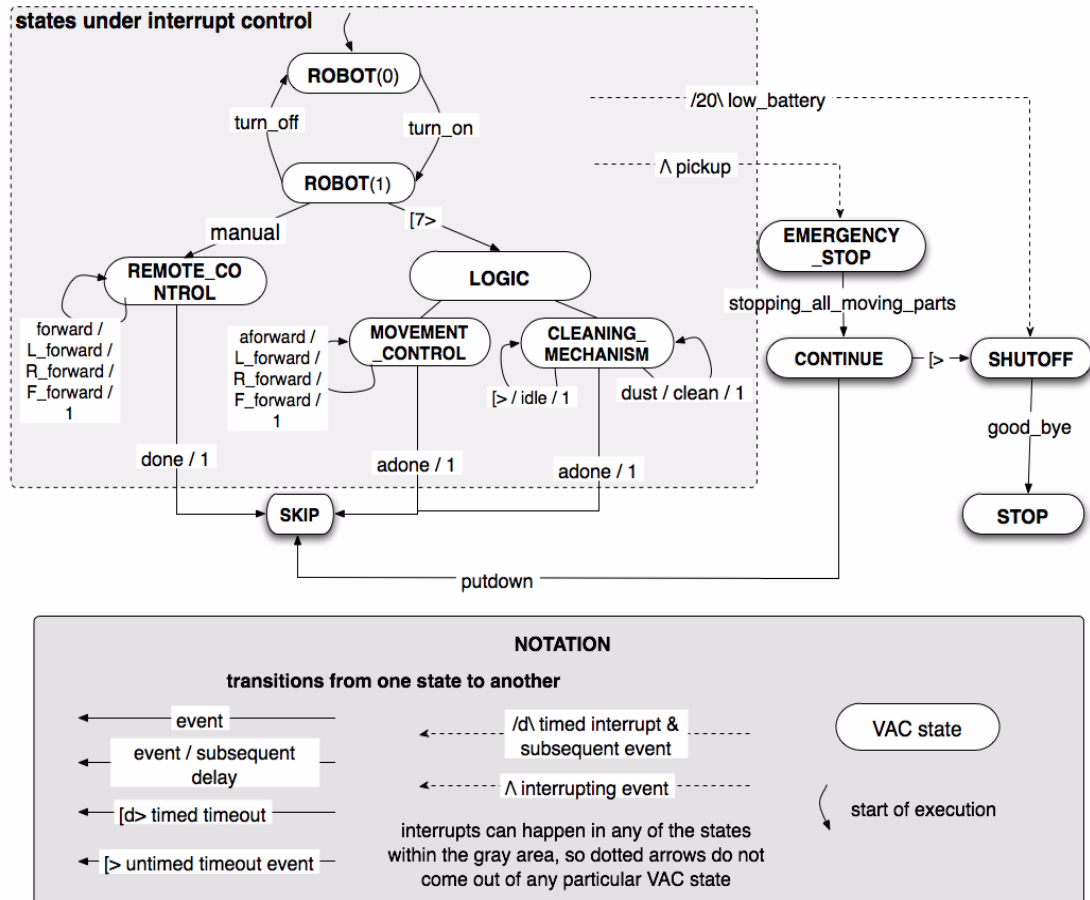 states under interrupt control
ROBOT(0)
/20\ low_battery
turn_off
turn_on
/\ pickup
ROBOT(1)
manual
[7>
EMERGENCY
_STOP
REMOTE_CO
NTROL
LOGIC
stopping_all_moving_parts
forward /
L_forward /
R_forward /
F_forward /
1
aforward /
L_forward /
R_forward /
F_forward /
1
MOVEMENT
_CONTROL
CLEANING_
MECHANISM
CONTINUE
[>
SHUTOFF
[> / idle / 1
dust / clean / 1
good_bye
done / 1
adone / 1
adone / 1
SKIP
STOP
putdown
NOTATION
transitions from one state to another
event
event / subsequent
delay
[d> timed timeout
[> untimed timeout event
/d\ timed interrupt &
subsequent event
/\ interrupting event
interrupts can happen in any of the states
within the gray area, so dotted arrows do not
come out of any particular VAC state
VAC state
start of execution